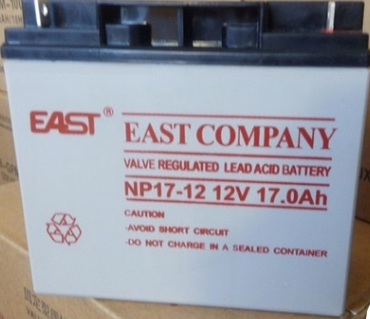 EAST®
EAST COMPANY
VALVE REGULATED LEAD ACID BATTERY
NP17-12 12V 17.0Ah
CAUTION
-AVOID SHORT CIRCUIT
-DO NOT CHARGE IN A SEALED CONTAINER